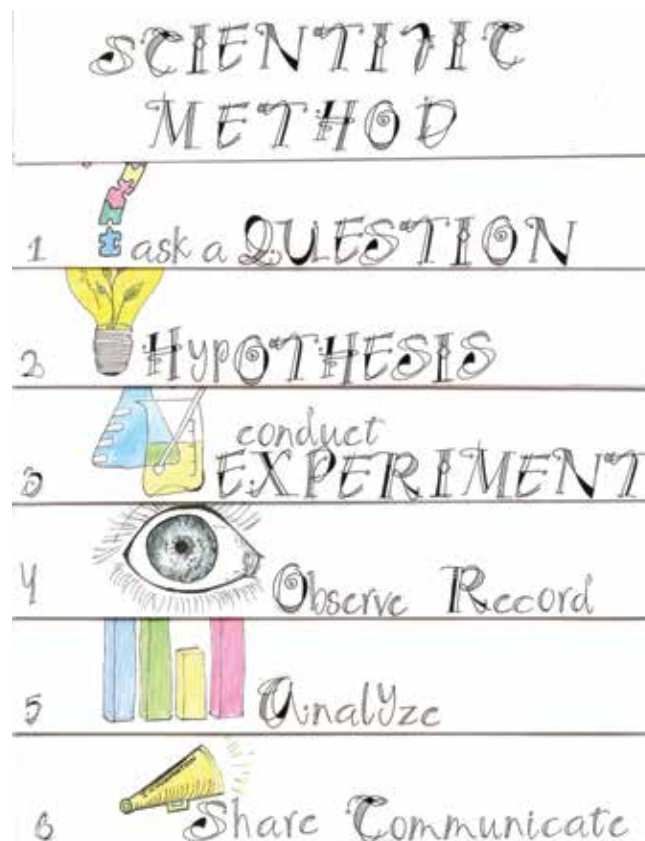 SCIENTIFIC
METHOD
1 ask a QUESTION
2 HypOTHESIS
conduct
3 EXPERIMENT
4 Observe Record
5 Analyze
6 Share Communicate